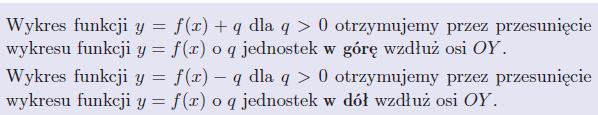 Wykres funkcji y = f(x) + q dla q > 0 otrzymujemy przez przesunięcie
wykresu funkcji y = f(x) o q jednostek w górę wzdłuż osi OY.
Wykres funkcji y = f(x) − q dla q > 0 otrzymujemy przez przesunięcie
wykresu funkcji y = f(x) o q jednostek w dół wzdłuż osi OY.